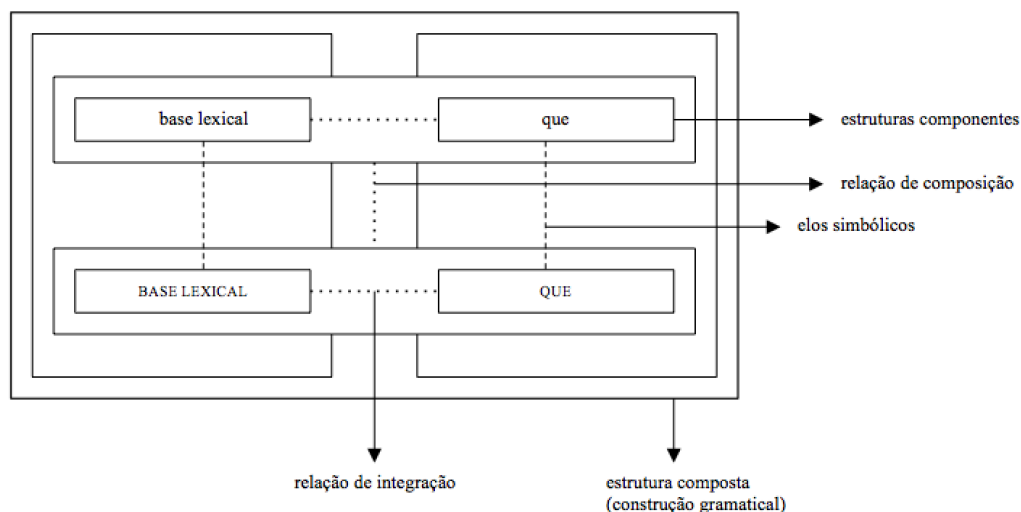 base lexical
que
estruturas componentes
relação de composição
elos simbólicos
BASE LEXICAL
QUE
relação de integração
estrutura composta
(construção gramatical)